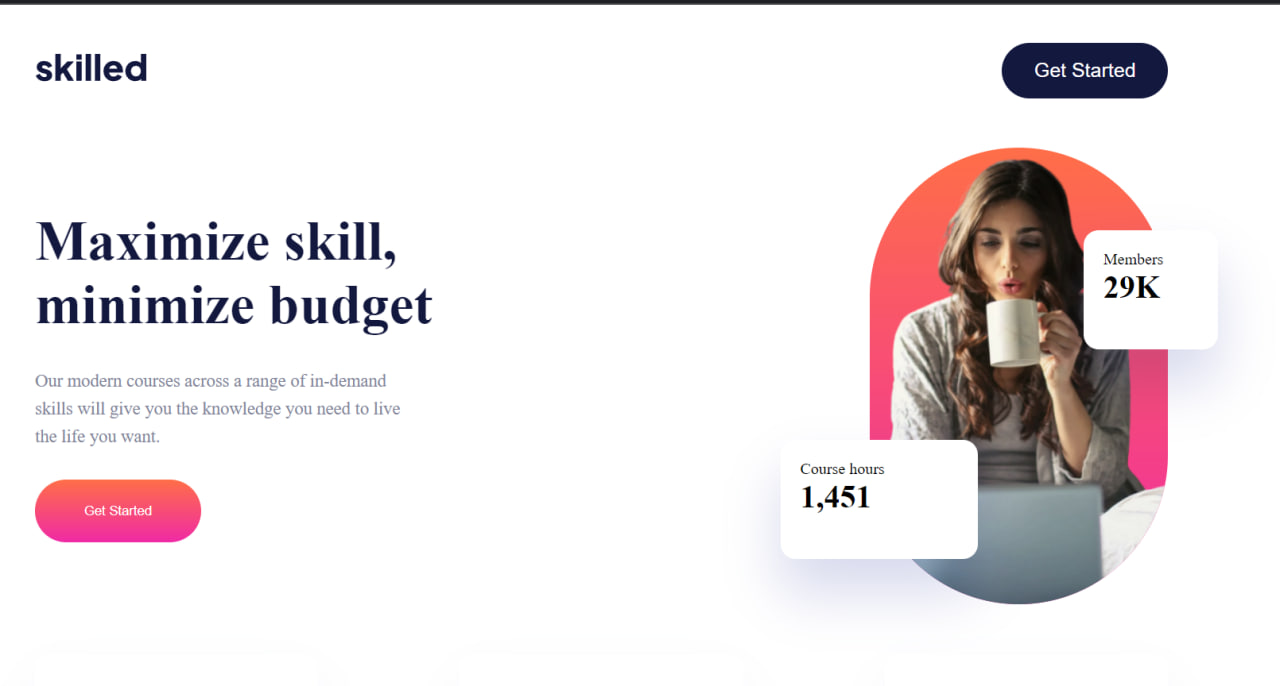 skilled
Get Started
Maximize skill,
minimize budget
Our modern courses across a range of in-demand
skills will give you the knowledge you need to live
the life you want.
Get Started
Members
29K
Course hours
1,451